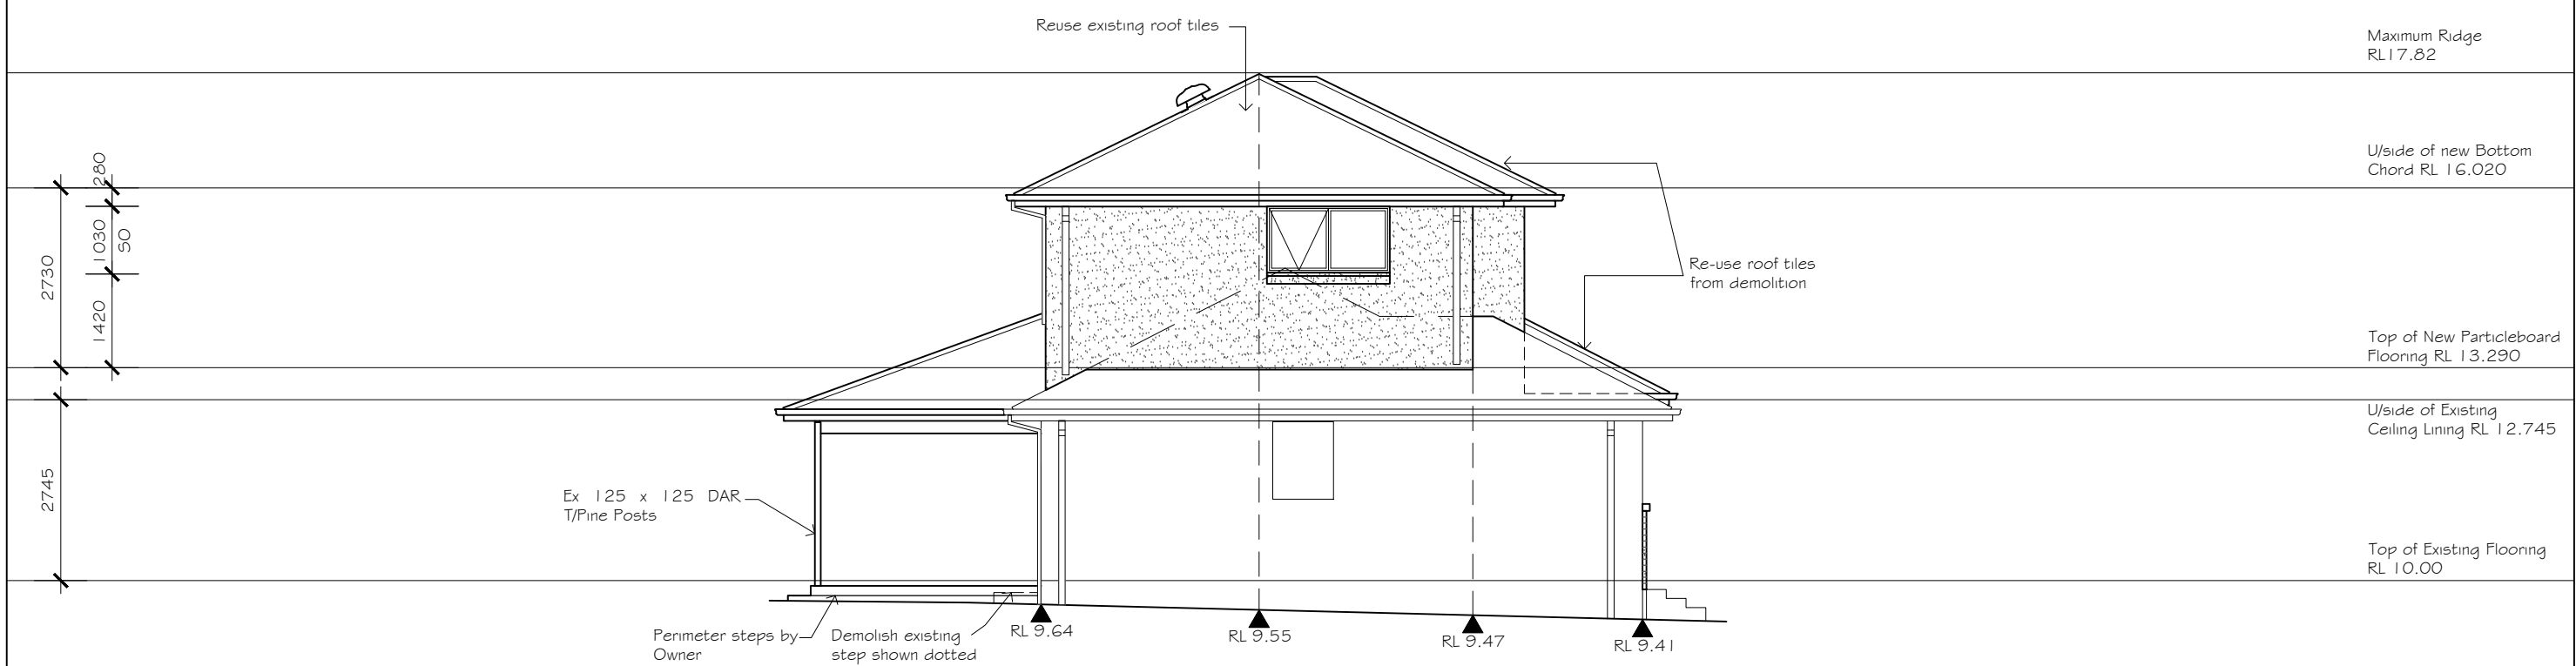 Reuse existing roof tiles
Maximum Ridge
RL17.82
U/side of new Bottom
Chord RL 16.020
280
1030
50
2730
1420
Re-use roof tiles
from demolition
Top of New Particleboard
Flooring RL 13.290
U/side of Existing
Ceiling Lining RL 12.745
2745
Ex 125 x 125 DAR
T/Pine Posts
Top of Existing Flooring
RL 10.00
Perimeter steps by
Owner
Demolish existing
step shown dotted
RL 9.64
RL 9.55
RL 9.47
RL 9.41